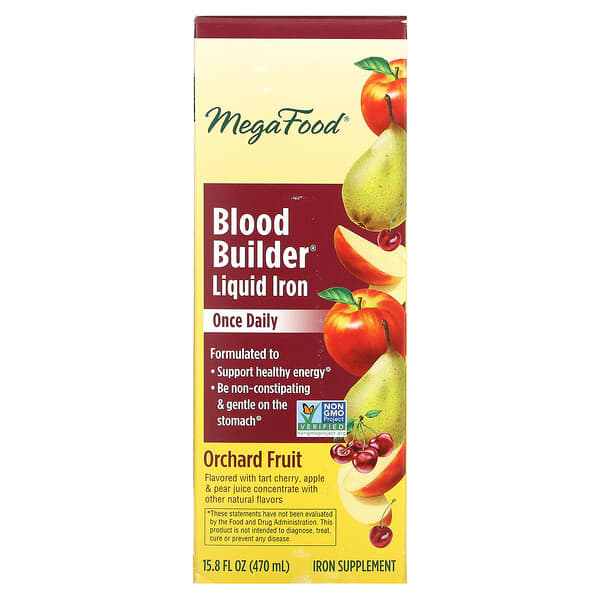 MegaFood®
Blood
Builder®
Liquid Iron
Once Daily
Formulated to
• Support healthy energy*
• Be non-constipating
& gentle on the
stomach*
NON
GMO
Project
VERIFIED
nongmoproject.org
Orchard Fruit
Flavored with tart cherry, apple
& pear juice concentrate with
other natural flavors
*These statements have not been evaluated
by the Food and Drug Administration. This
product is not intended to diagnose, treat,
cure or prevent any disease.
15.8 FL OZ (470 mL)
IRON SUPPLEMENT